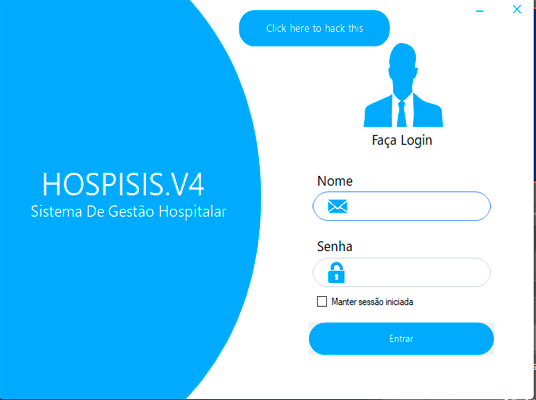 Click here to hack this
Faça Login
HOSPISIS.V4
Sistema De Gestão Hospitalar
Nome
Senha
Manter sessão iniciada
Entrar